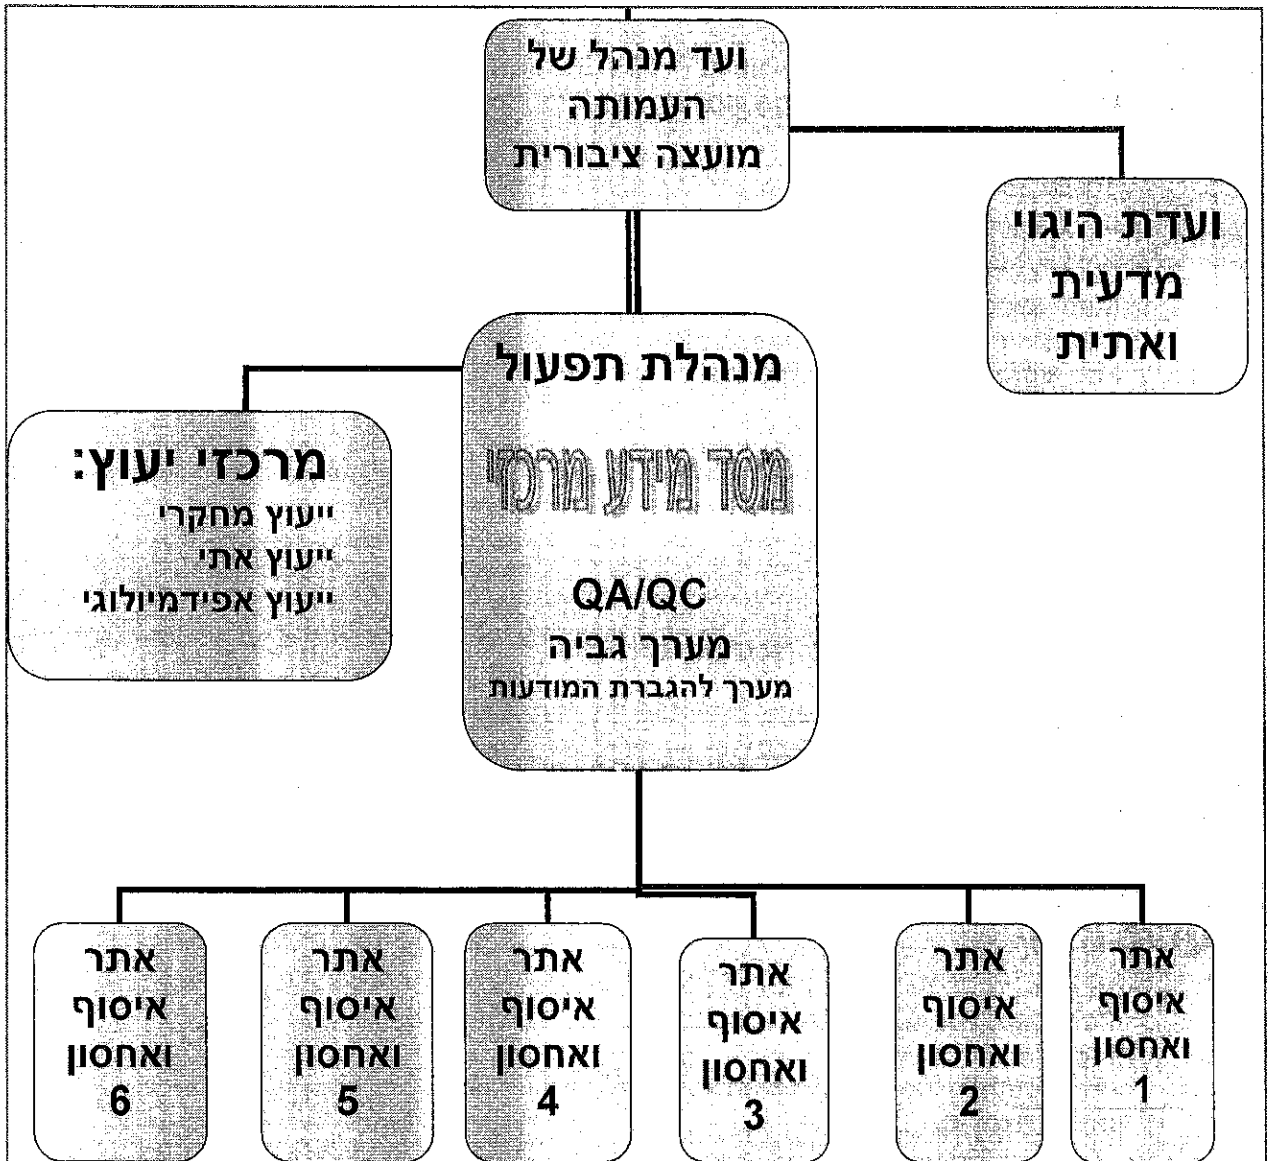 ועד מנהל של
העמותה
מועצה ציבורית
ועדת היגוי
מדעית
ואתית
מנהלת תפעול
מסד מידע מרכזי
QA/QC
מערך גביה
מערך להגברת המודעות
מרכזי יעוץ:
ייעוץ מחקרי
ייעוץ אתי
ייעוץ אפידמיולוגי
אתר
איסוף
ואחסון
1
אתר
איסוף
ואחסון
2
אתר
איסוף
ואחסון
3
אתר
איסוף
ואחסון
4
אתר
איסוף
ואחסון
5
אתר
איסוף
ואחסון
6